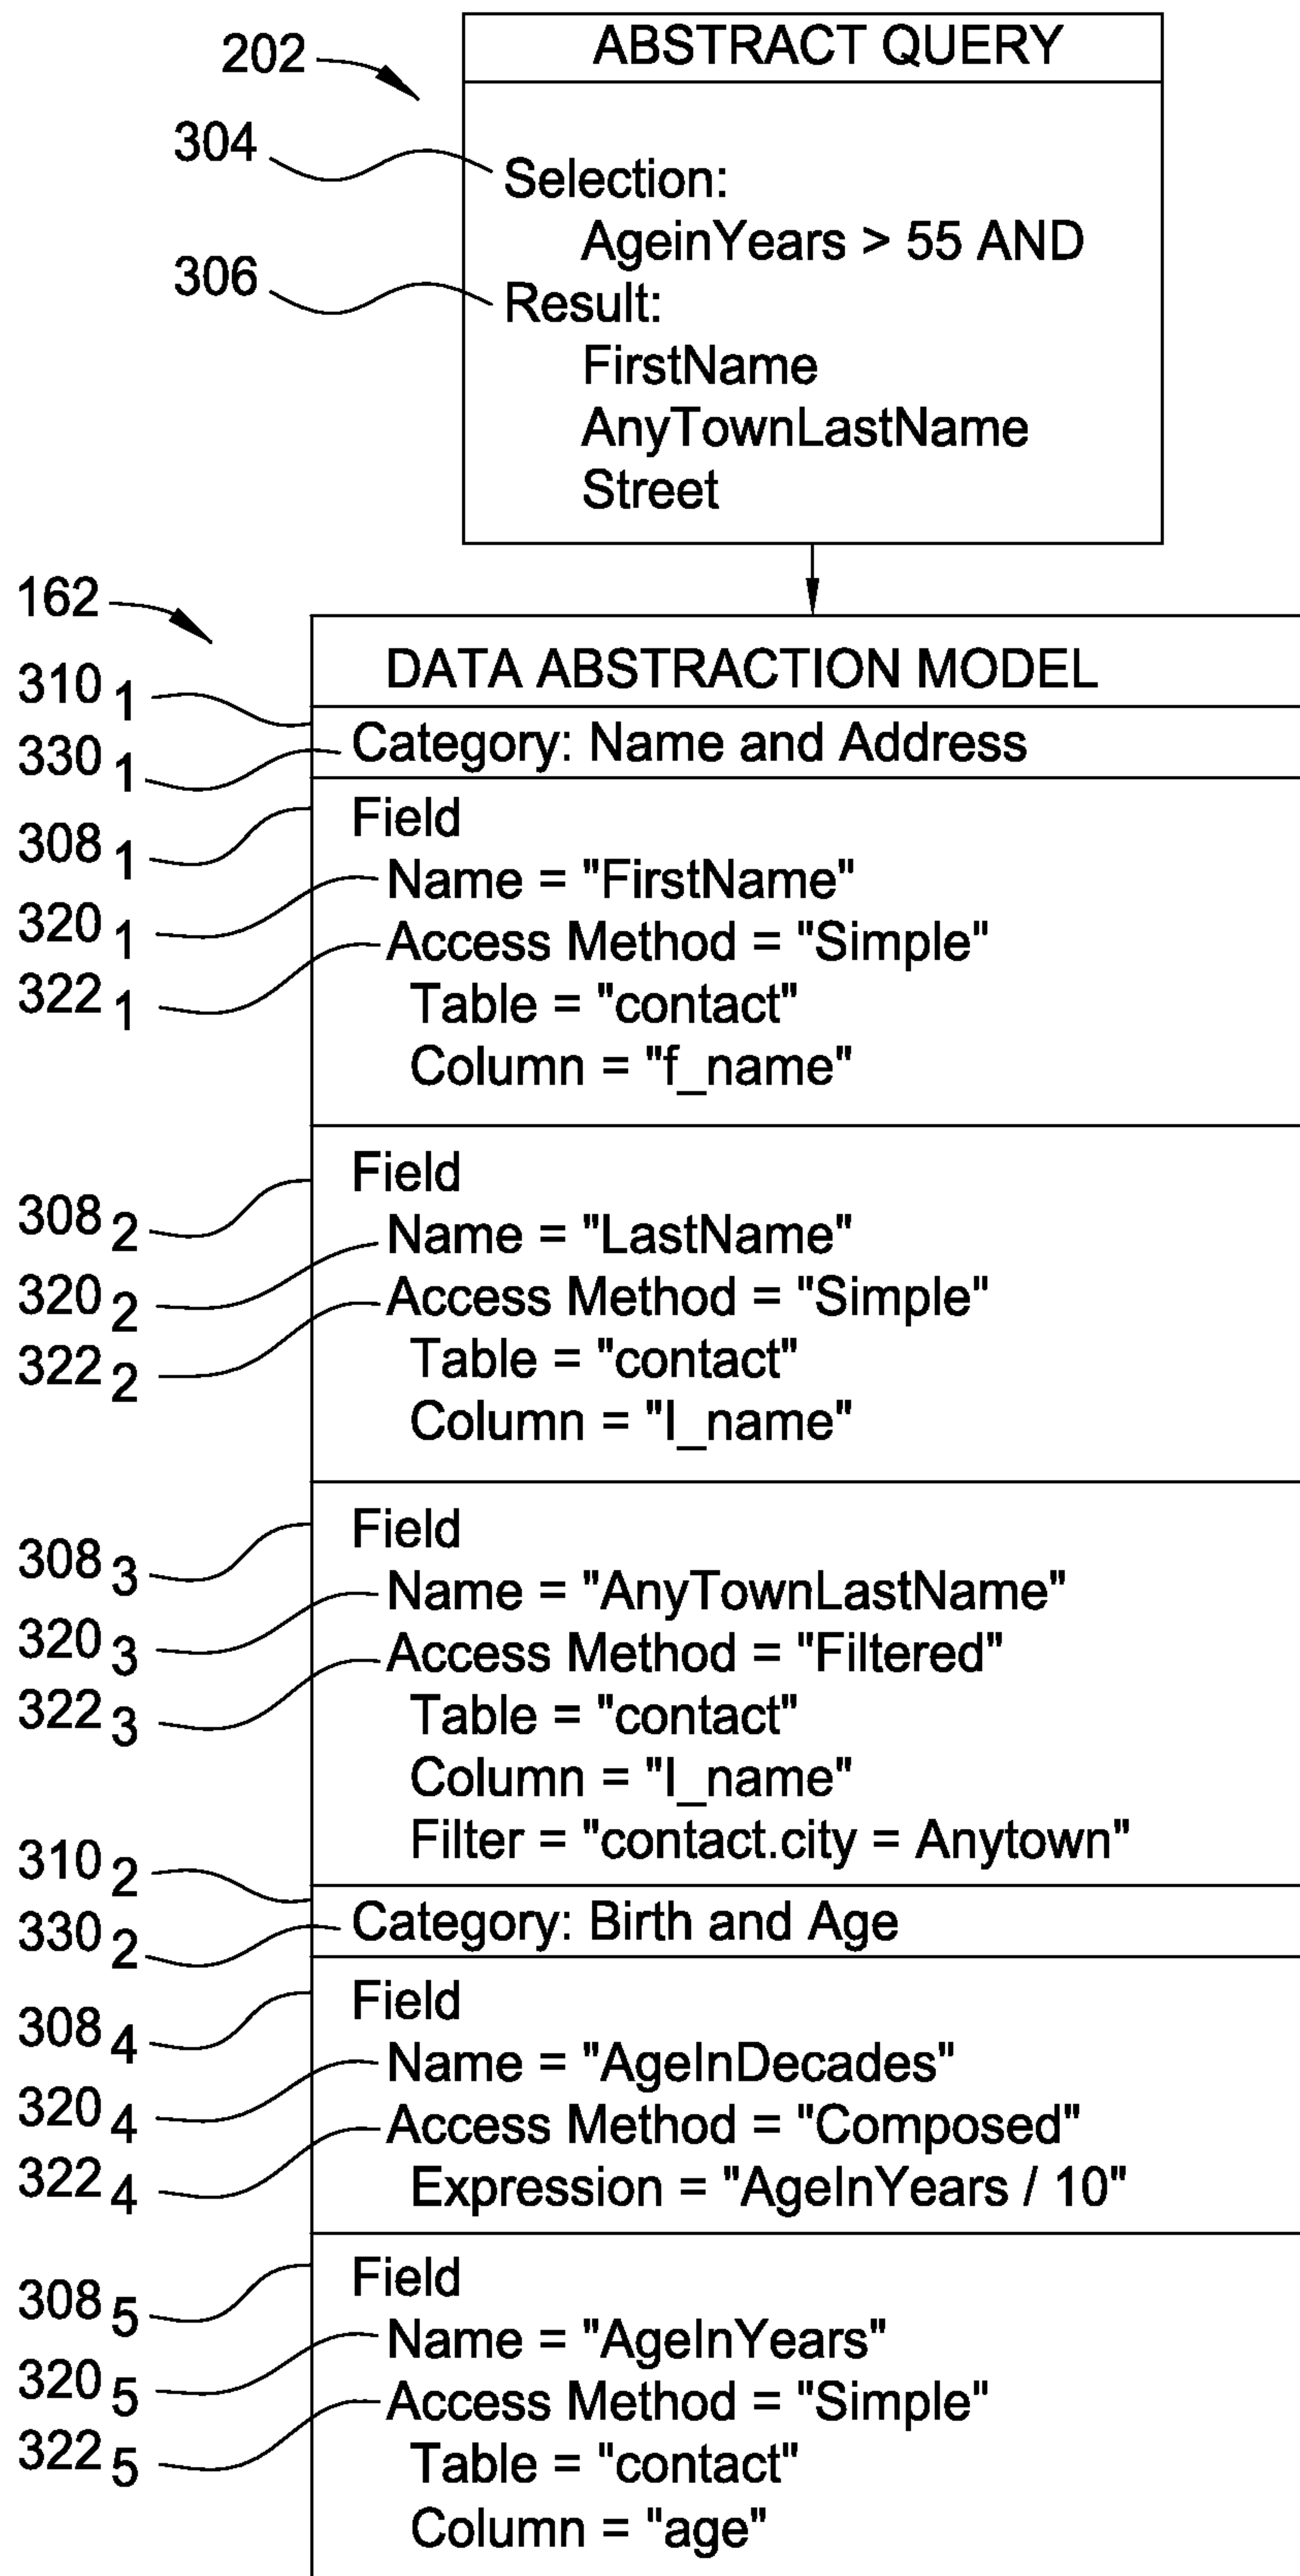 ABSTRACT QUERY
202
304
Selection:
AgeinYears > 55 AND
306
Result:
FirstName
AnyTownLastName
Street
162
DATA ABSTRACTION MODEL
310 1
330 1
Category: Name and Address
308 1
Field
320 1
Name = "FirstName"
322 1
Access Method = "Simple"
Table = "contact"
Column = "f_name"
308 2
Field
320 2
Name = "LastName"
322 2
Access Method = "Simple"
Table = "contact"
Column = "l_name"
308 3
Field
320 3
Name = "AnyTownLastName"
322 3
Access Method = "Filtered"
Table = "contact"
Column = "l_name"
Filter = "contact.city = Anytown"
310 2
330 2
Category: Birth and Age
308 4
Field
320 4
Name = "AgeInDecades"
322 4
Access Method = "Composed"
Expression = "AgeInYears / 10"
308 5
Field
320 5
Name = "AgeInYears"
322 5
Access Method = "Simple"
Table = "contact"
Column = "age"